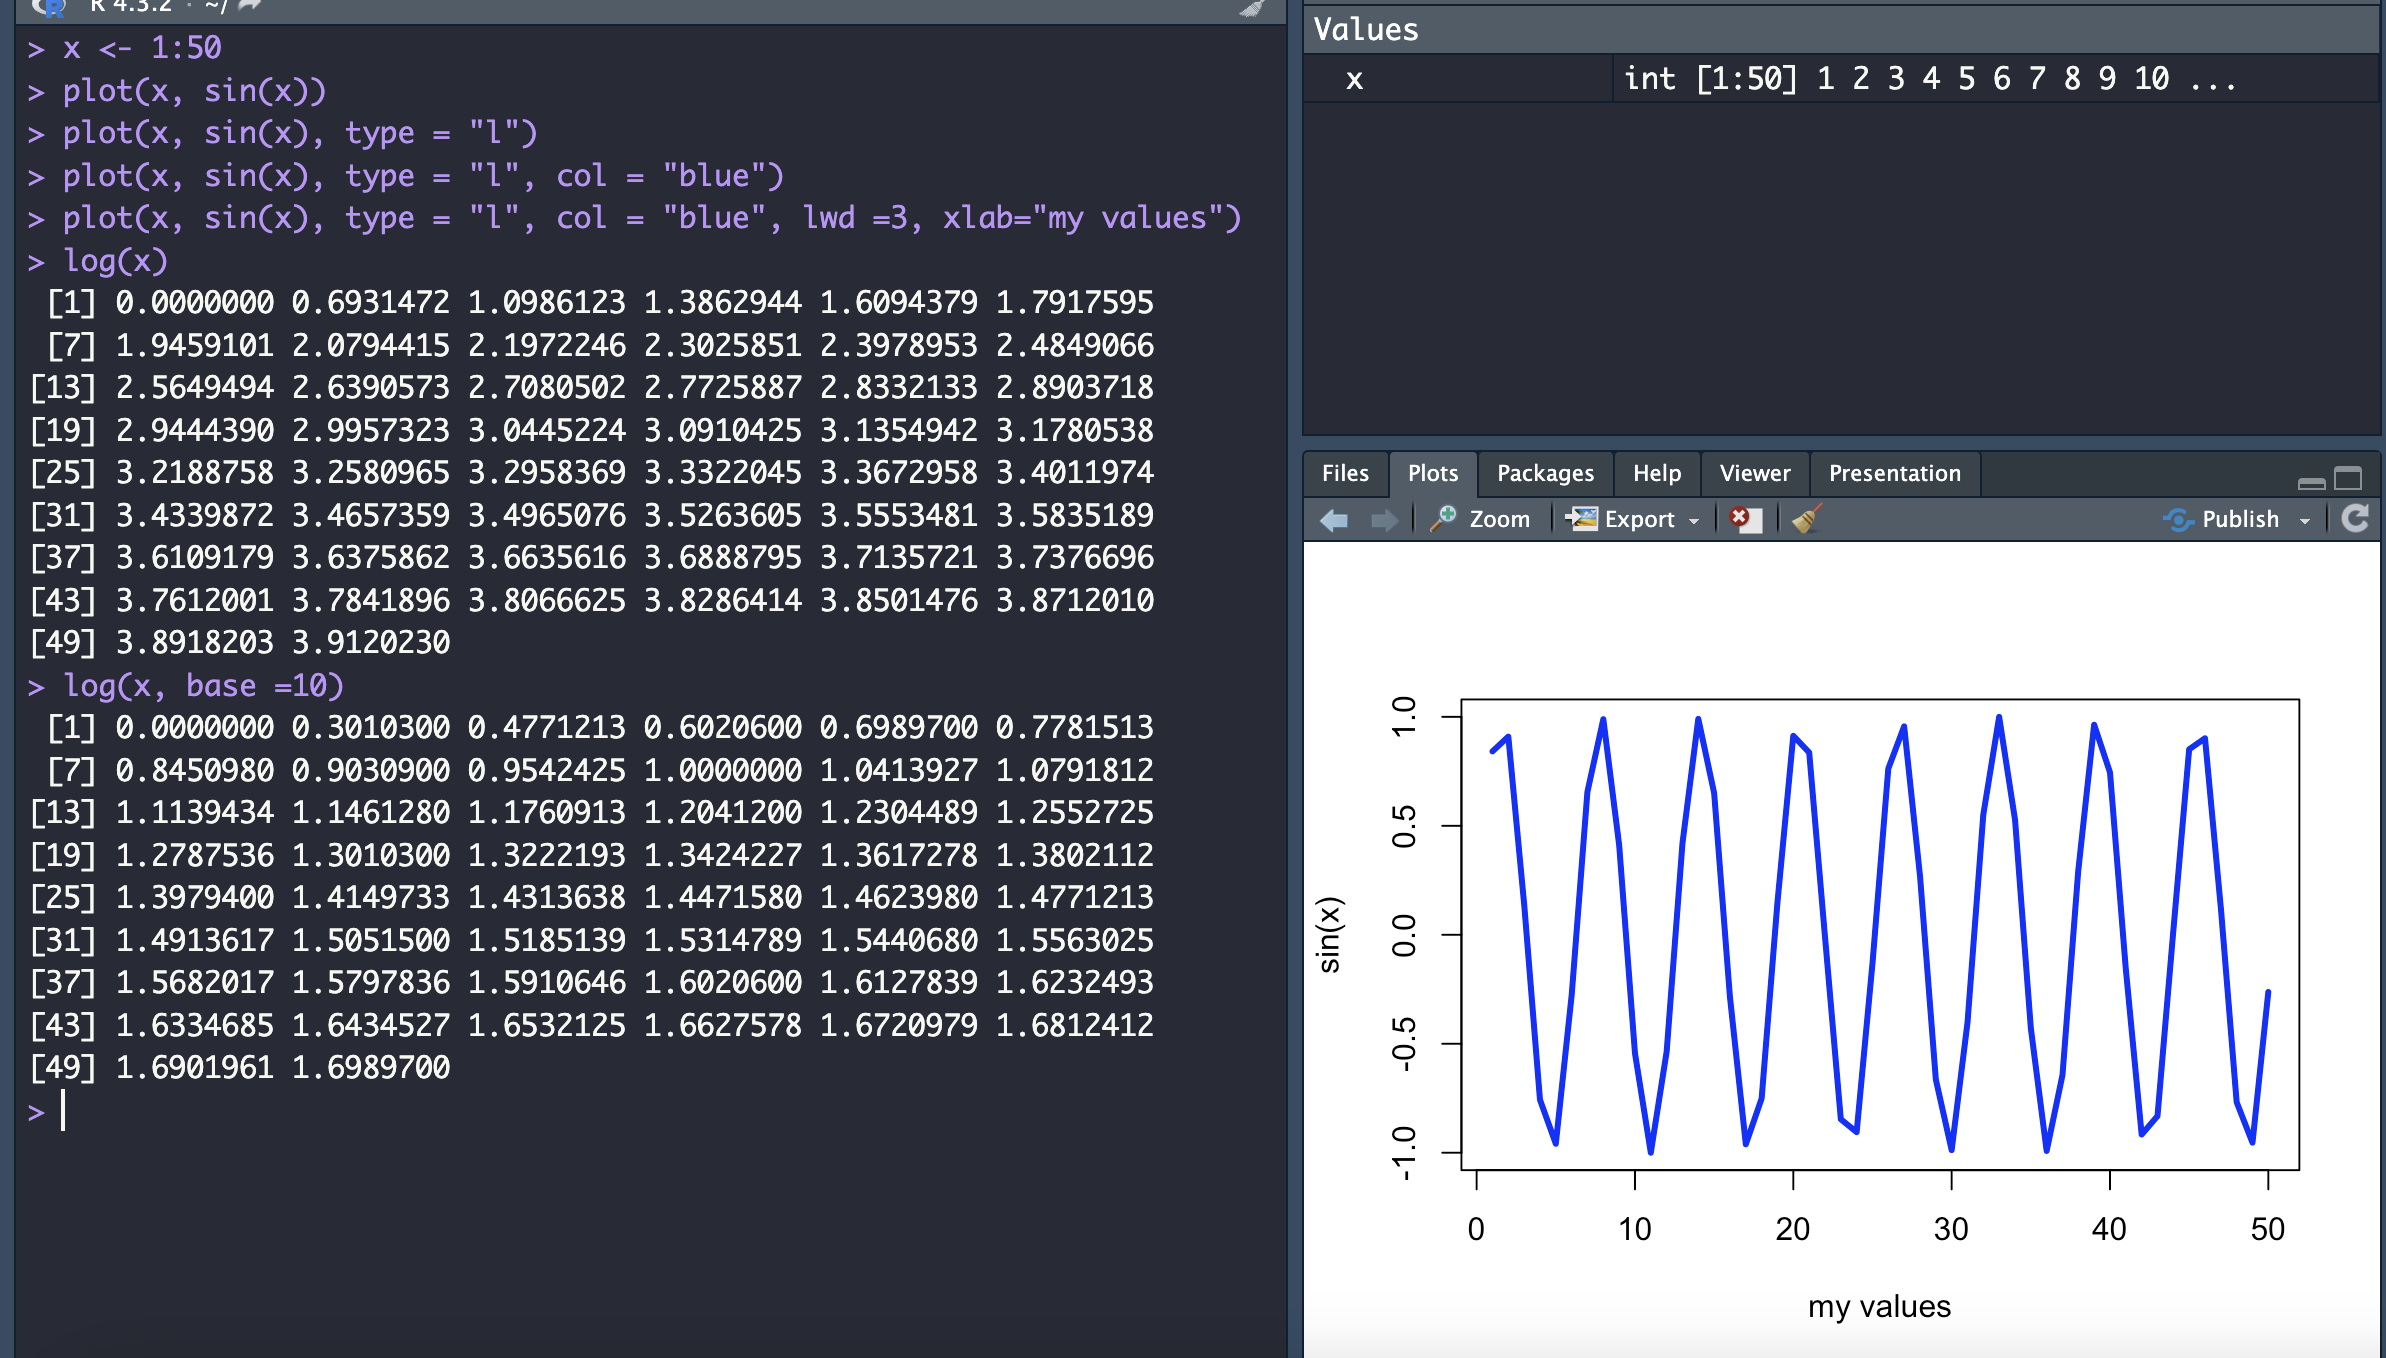 R 4.3.2 · ~/
> x <- 1:50
> plot(x, sin(x))
> plot(x, sin(x), type = "l")
> plot(x, sin(x), type = "l", col = "blue")
> plot(x, sin(x), type = "l", col = "blue", lwd =3, xlab="my values")
> log(x)
[1] 0.0000000 0.6931472 1.0986123 1.3862944 1.6094379 1.7917595
[7] 1.9459101 2.0794415 2.1972246 2.3025851 2.3978953 2.4849066
[13] 2.5649494 2.6390573 2.7080502 2.7725887 2.8332133 2.8903718
[19] 2.9444390 2.9957323 3.0445224 3.0910425 3.1354942 3.1780538
[25] 3.2188758 3.2580965 3.2958369 3.3322045 3.3672958 3.4011974
[31] 3.4339872 3.4657359 3.4965076 3.5263605 3.5553481 3.5835189
[37] 3.6109179 3.6375862 3.6635616 3.6888795 3.7135721 3.7376696
[43] 3.7612001 3.7841896 3.8066625 3.8286414 3.8501476 3.8712010
[49] 3.8918203 3.9120230
> log(x, base =10)
[1] 0.0000000 0.3010300 0.4771213 0.6020600 0.6989700 0.7781513
[7] 0.8450980 0.9030900 0.9542425 1.0000000 1.0413927 1.0791812
[13] 1.1139434 1.1461280 1.1760913 1.2041200 1.2304489 1.2552725
[19] 1.2787536 1.3010300 1.3222193 1.3424227 1.3617278 1.3802112
[25] 1.3979400 1.4149733 1.4313638 1.4471580 1.4623980 1.4771213
[31] 1.4913617 1.5051500 1.5185139 1.5314789 1.5440680 1.5563025
[37] 1.5682017 1.5797836 1.5910646 1.6020600 1.6127839 1.6232493
[43] 1.6334685 1.6434527 1.6532125 1.6627578 1.6720979 1.6812412
[49] 1.6901961 1.6989700
>
Values
x int [1:50] 1 2 3 4 5 6 7 8 9 10 ...
Files Plots Packages Help Viewer Presentation
Zoom Export Publish
1.0
0.5
0.0
-0.5
-1.0
sin(x)
0 10 20 30 40 50
my values